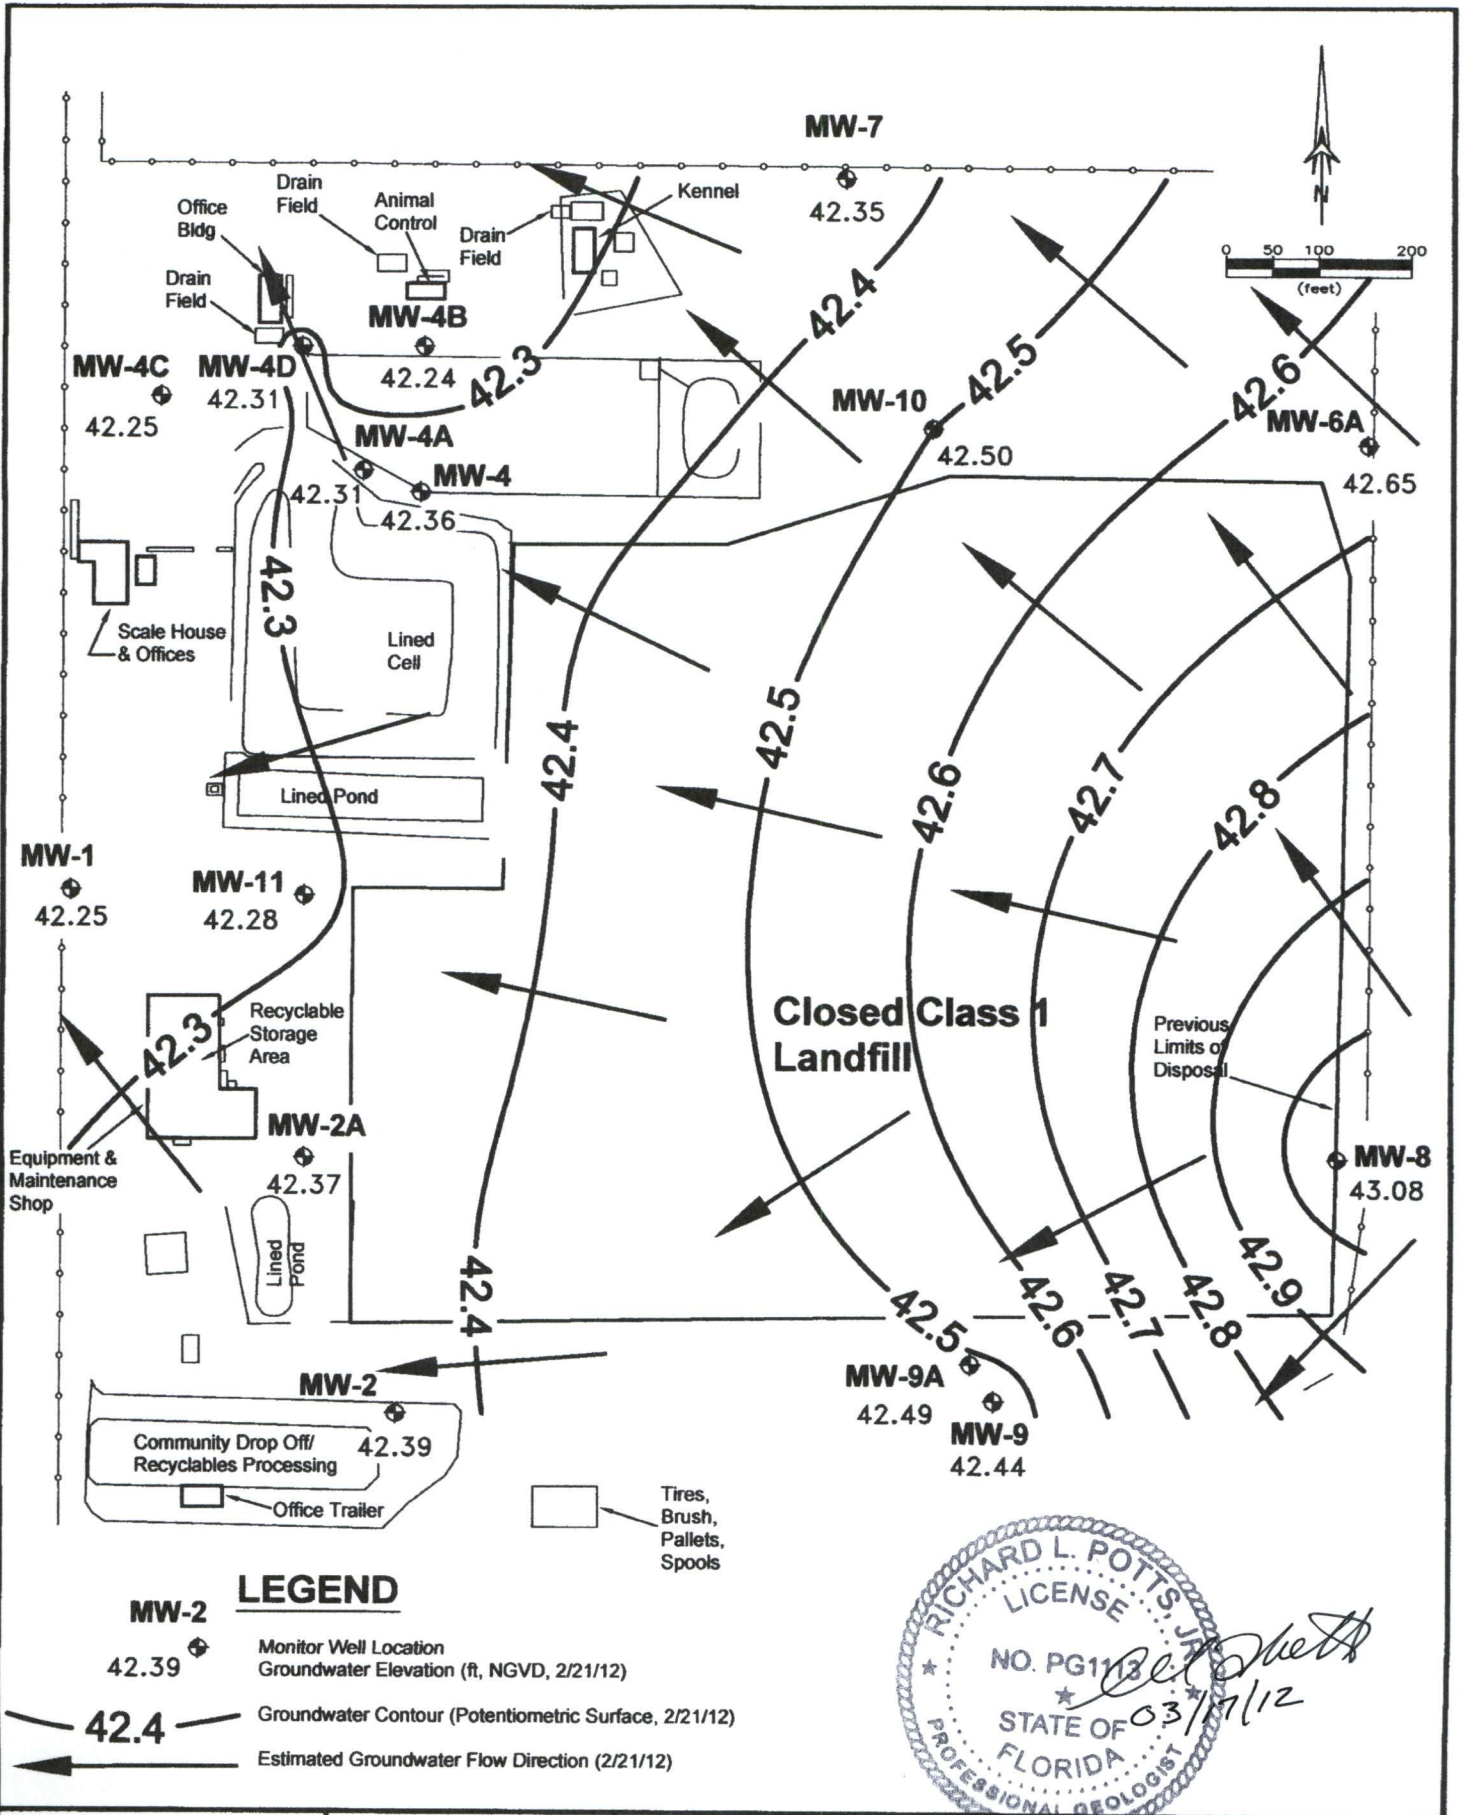 MW-7
42.35
N
0 50 100 200
(feet)
Drain
Field
Office
Bldg
Animal
Control
Drain
Field
Kennel
Drain
Field
MW-4B
42.24
MW-4C
42.25
MW-4D
42.31
42.3
42.4
42.5
42.6
MW-10
42.50
MW-6A
42.65
MW-4A
42.31
MW-4
42.36
42.3
Scale House
& Offices
Lined
Cell
Lined Pond
42.4
42.5
42.6
42.7
42.8
MW-1
42.25
MW-11
42.28
42.3
Recyclable
Storage
Area
Closed Class 1
Landfill
Previous
Limits of
Disposal
MW-2A
42.37
Equipment &
Maintenance
Shop
MW-8
43.08
Lined
Pond
42.4
42.5
42.6
42.7
42.8
42.9
MW-9A
42.49
MW-9
42.44
MW-2
42.39
Community Drop Off/
Recyclables Processing
Office Trailer
Tires,
Brush,
Pallets,
Spools
LEGEND
MW-2
42.39
Monitor Well Location
Groundwater Elevation (ft, NGVD, 2/21/12)
42.4
Groundwater Contour (Potentiometric Surface, 2/21/12)
Estimated Groundwater Flow Direction (2/21/12)
RICHARD L. POTTS, JR.
LICENSE
NO. PG1113
STATE OF
FLORIDA
PROFESSIONAL GEOLOGIST
03/17/12